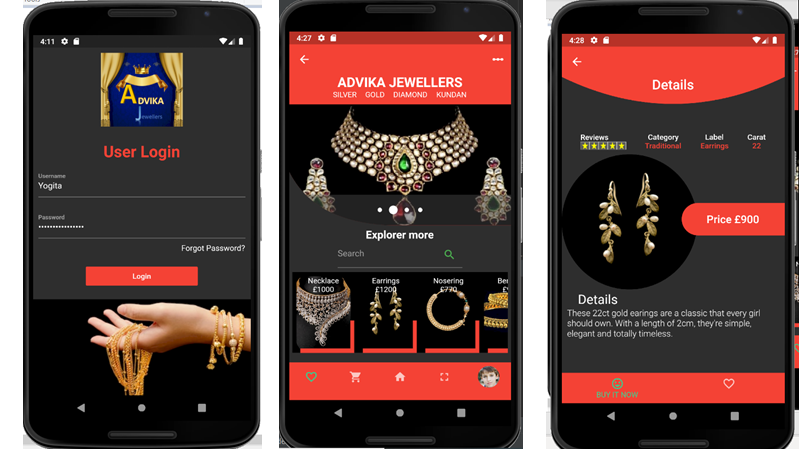 4:11
ADVIKA
Jewellers
User Login
Username
Yogita
Password
••••••••••••••••
Forgot Password?
Login
4:27
ADVIKA JEWELLERS
SILVER GOLD DIAMOND KUNDAN
Explorer more
Search
Necklace Earrings Nosering
£1000 £1200 £770
4:28
Details
Reviews Category Label Carat
Traditional Earrings 22
Price £900
Details
These 22ct gold earings are a classic that every girl
should own. With a length of 2cm, they're simple,
elegant and totally timeless.
BUY IT NOW